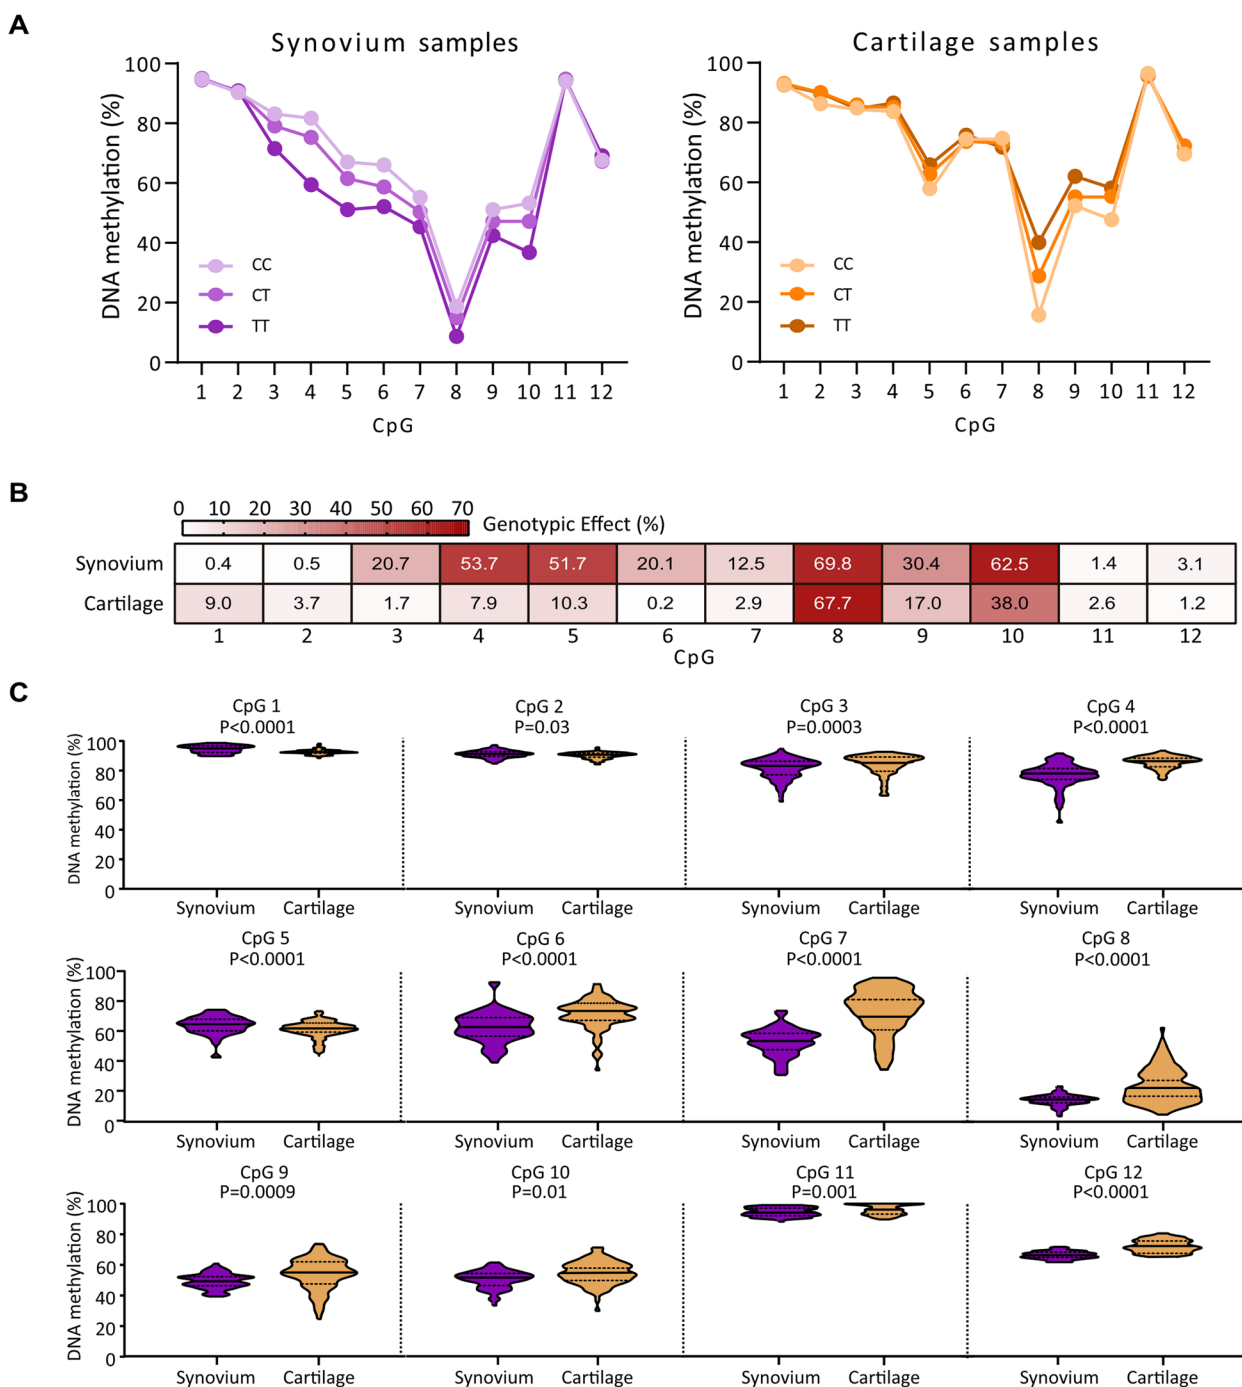 A
Synovium samples
Cartilage samples
DNA methylation (%)
100
80
60
40
20
0
CC
CT
TT
1 2 3 4 5 6 7 8 9 10 11 12
CpG
DNA methylation (%)
100
80
60
40
20
0
CC
CT
TT
1 2 3 4 5 6 7 8 9 10 11 12
CpG
B
0 10 20 30 40 50 60 70
Genotypic Effect (%)
Synovium 0.4 0.5 20.7 53.7 51.7 20.1 12.5 69.8 30.4 62.5 1.4 3.1
Cartilage 9.0 3.7 1.7 7.9 10.3 0.2 2.9 67.7 17.0 38.0 2.6 1.2
1 2 3 4 5 6 7 8 9 10 11 12
CpG
C
CpG 1 CpG 2 CpG 3 CpG 4
P<0.0001 P=0.03 P=0.0003 P<0.0001
DNA methylation (%)
100
80
60
40
20
0
Synovium Cartilage Synovium Cartilage Synovium Cartilage Synovium Cartilage
CpG 5 CpG 6 CpG 7 CpG 8
P<0.0001 P<0.0001 P<0.0001 P<0.0001
DNA methylation (%)
100
80
60
40
20
0
Synovium Cartilage Synovium Cartilage Synovium Cartilage Synovium Cartilage
CpG 9 CpG 10 CpG 11 CpG 12
P=0.0009 P=0.01 P=0.001 P<0.0001
DNA methylation (%)
100
80
60
40
20
0
Synovium Cartilage Synovium Cartilage Synovium Cartilage Synovium Cartilage